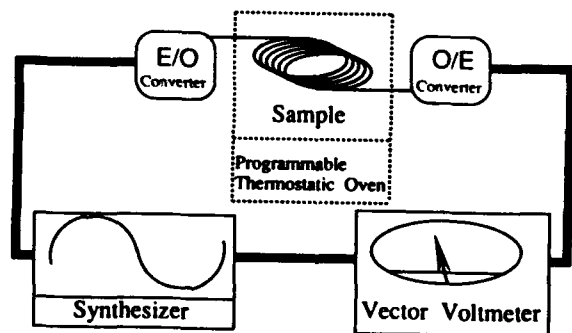 E/O
Converter
O/E
Converter
Sample
Programmable
Thermostatic Oven
Synthesizer
Vector Voltmeter